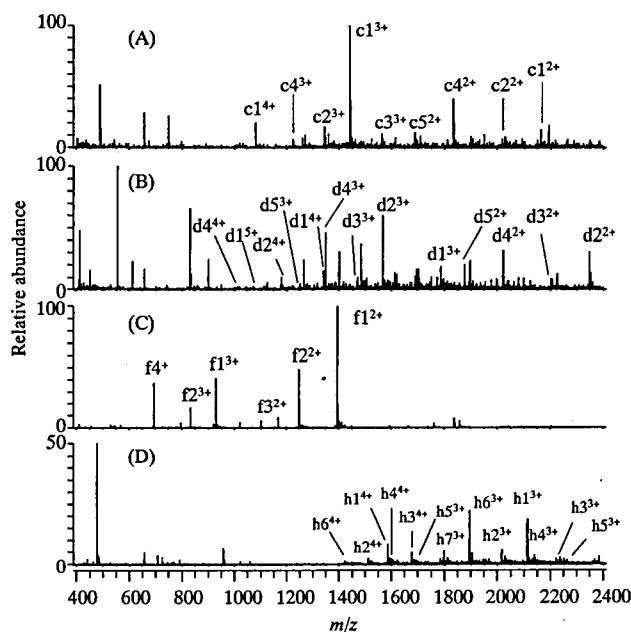 100
(A)
c1³⁺
c4³⁺
c4²⁺
c2²⁺
c1²⁺
c1⁴⁺
c2³⁺
c3³⁺
c5²⁺
0
100
(B)
d5³⁺
d4³⁺
d4⁴⁺
d1⁵⁺
d2⁴⁺
d1⁴⁺
d3³⁺
d2³⁺
d1³⁺
d5²⁺
d4²⁺
d3²⁺
d2²⁺
0
Relative abundance
100
(C)
f1²⁺
f4⁺
f2³⁺
f1³⁺
f3²⁺
f2²⁺
0
50
(D)
h6⁴⁺
h2⁴⁺
h1⁴⁺
h4⁴⁺
h3⁴⁺
h5³⁺
h7³⁺
h6³⁺
h2³⁺
h1³⁺
h4³⁺
h3³⁺
h5³⁺
0
400 600 800 1000 1200 1400 1600 1800 2000 2200 2400
m/z